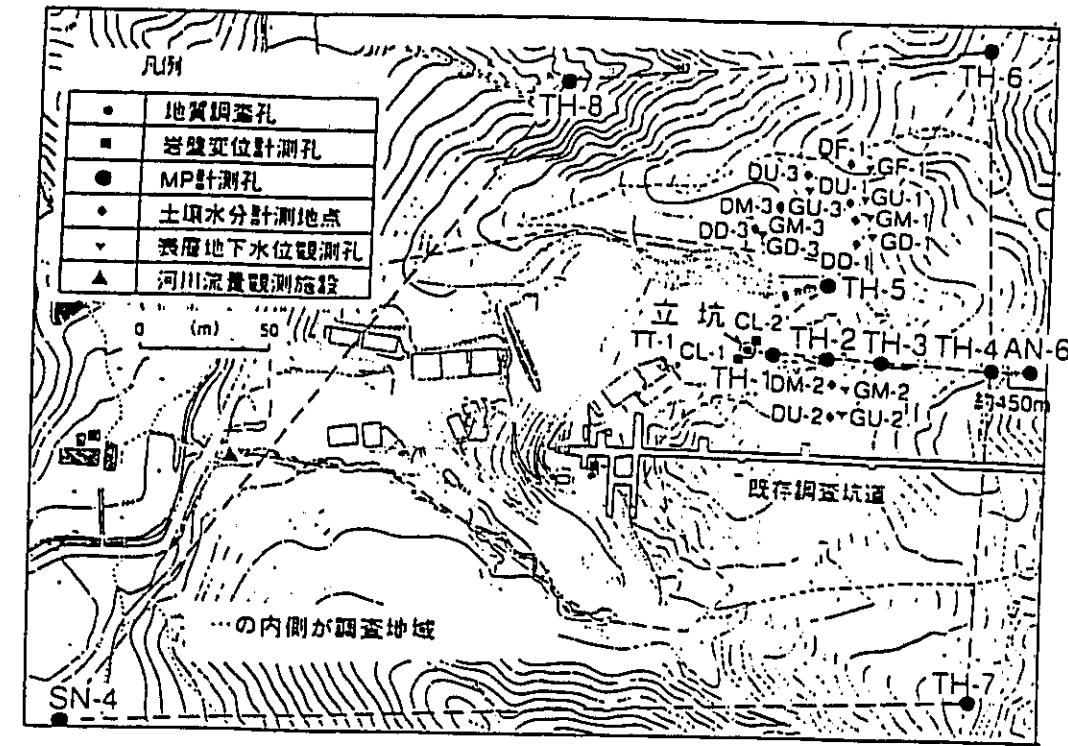 凡例
地質調査孔
岩盤変位計測孔
MP計測孔
土壌水分計測地点
表層地下水位観測孔
河川流量観測施設
0 (m) 50
TH-8
TH-6
DF-1
GF-1
DU-3
DU-1
GU-1
DM-3
GU-3
GM-1
DD-3
GM-3
GD-3
GD-1
DD-1
TH-5
立坑
CL-2
TT-1
CL-1
TH-2
TH-3
TH-4
AN-6
TH-1
DM-2
GM-2
約450m
DU-2
GU-2
既存調査坑道
…の内側が調査地域
SN-4
TH-7